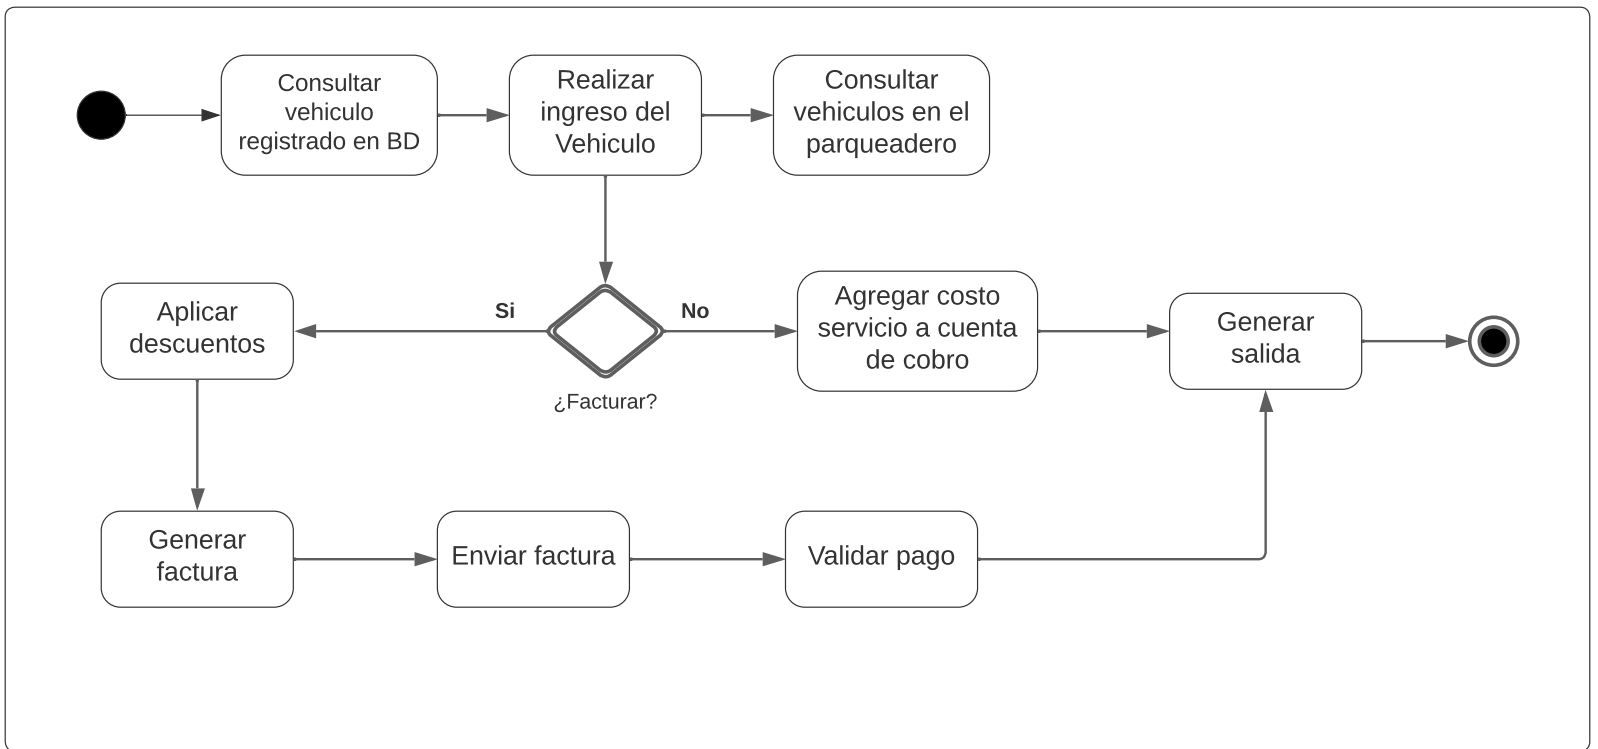 Consultar
vehiculo
registrado en BD
Realizar
ingreso del
Vehiculo
Consultar
vehiculos en el
parqueadero
Aplicar
descuentos
Si
¿Facturar?
No
Agregar costo
servicio a cuenta
de cobro
Generar
salida
Generar
factura
Enviar factura
Validar pago